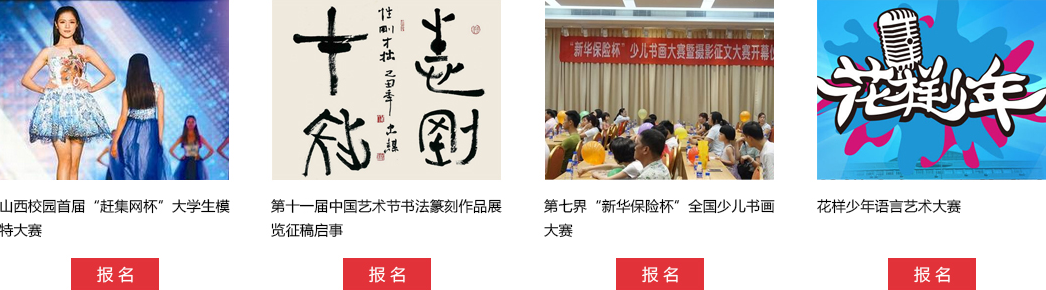 "新华保险杯"少儿书画大赛暨摄影征文大赛开幕仪
花样少年
山西校园首届“赶集网杯”大学生模
特大赛
第十一届中国艺术节书法篆刻作品展
览征稿启事
第七界“新华保险杯”全国少儿书画
大赛
花样少年语言艺术大赛
报名
报名
报名
报名